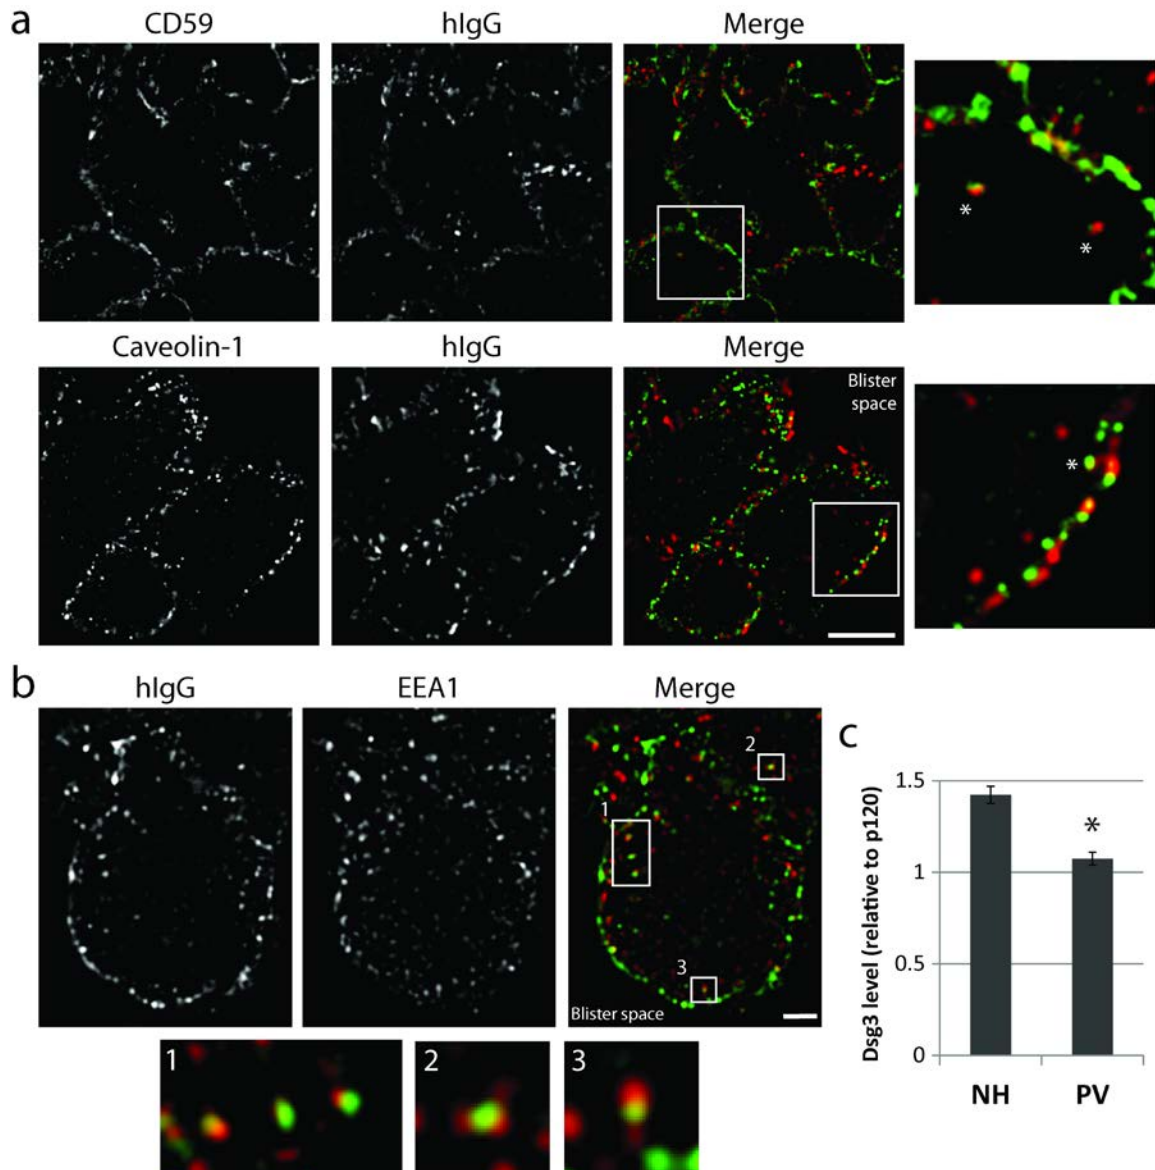 a
CD59
hIgG
Merge
*
*
Caveolin-1
hIgG
Merge
Blister
space
*
b
hIgG
EEA1
Merge
1
2
3
Blister space
1
2
3
c
Dsg3 level (relative to p120)
1.5
1
0.5
0
*
NH
PV